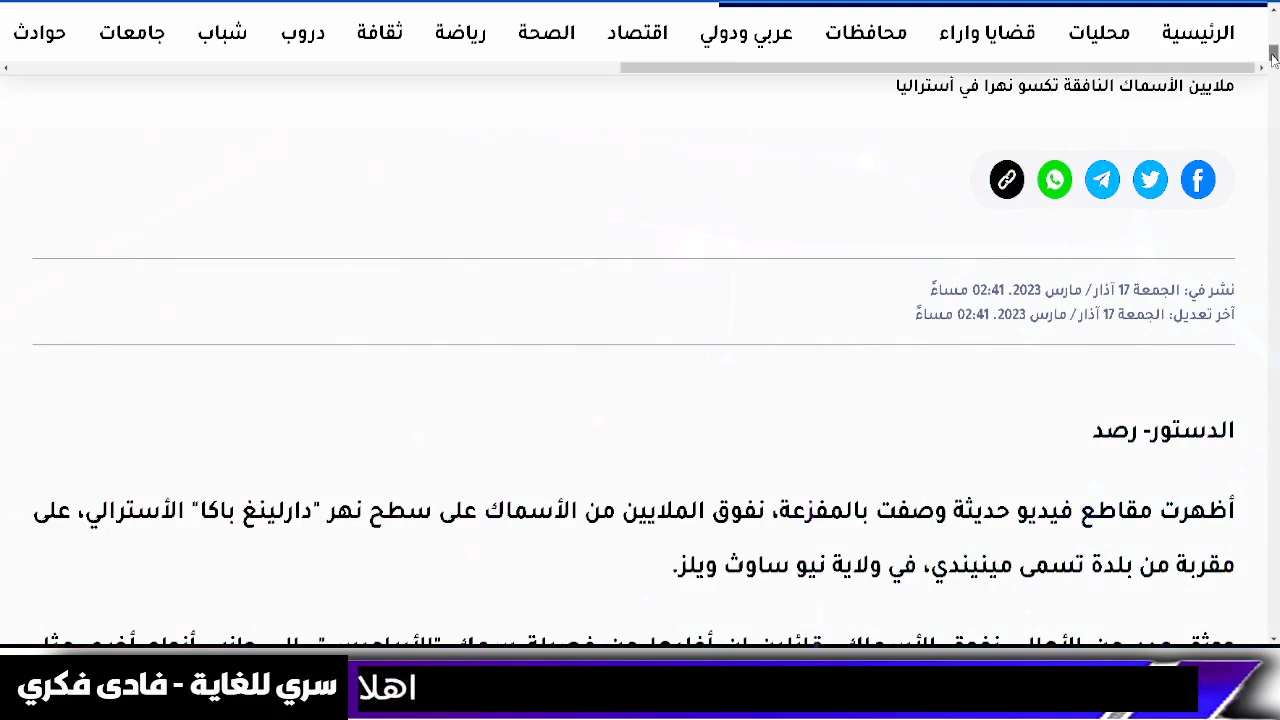 الرئيسية محليات قضايا واراء محافظات عربي ودولي اقتصاد الصحة رياضة ثقافة دروب شباب جامعات حوادث
ملايين الأسماك النافقة تكسو نهرا في أستراليا
نشر في: الجمعة 17 آذار / مارس 2023. 02:41 مساءً
آخر تعديل: الجمعة 17 آذار / مارس 2023. 02:41 مساءً
الدستور- رصد
أظهرت مقاطع فيديو حديثة وصفت بالمفزعة، نفوق الملايين من الأسماك على سطح نهر "دارلينغ باكا" الأسترالي، على
مقربة من بلدة تسمى مينيندي، في ولاية نيو ساوث ويلز.
سري للغاية - فادى فكري
اهلا